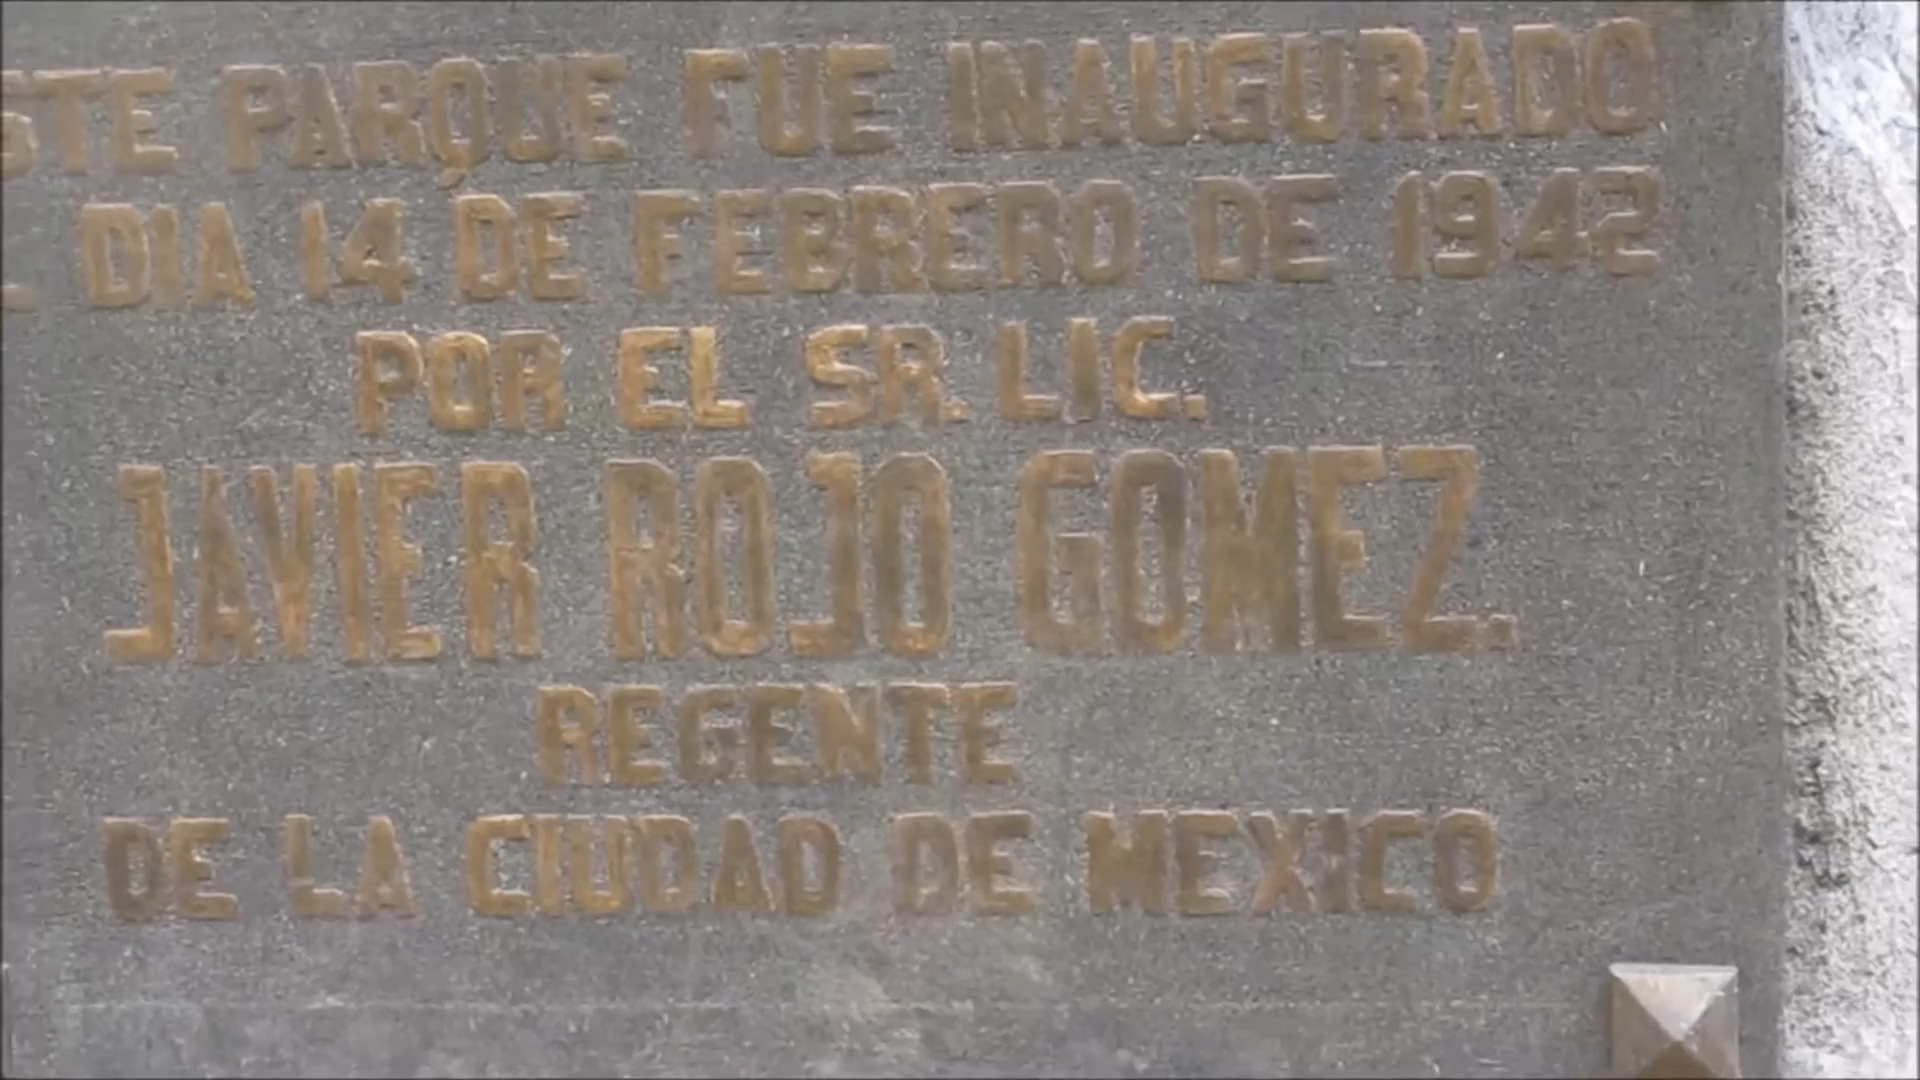 STE PARQUE FUE INAUGURADO
L DIA 14 DE FEBRERO DE 1942
POR EL SR. LIC.
JAVIER ROJO GOMEZ.
REGENTE
DE LA CIUDAD DE MEXICO